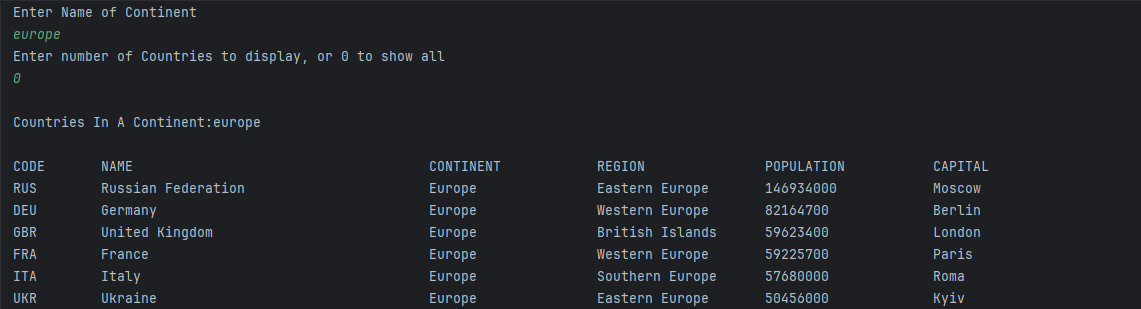 Enter Name of Continent
europe
Enter number of Countries to display, or 0 to show all
0
Countries In A Continent:europe
CODE NAME CONTINENT REGION POPULATION CAPITAL
RUS Russian Federation Europe Eastern Europe 146934000 Moscow
DEU Germany Europe Western Europe 82164700 Berlin
GBR United Kingdom Europe British Islands 59623400 London
FRA France Europe Western Europe 59225700 Paris
ITA Italy Europe Southern Europe 57680000 Roma
UKR Ukraine Europe Eastern Europe 50456000 Kyiv